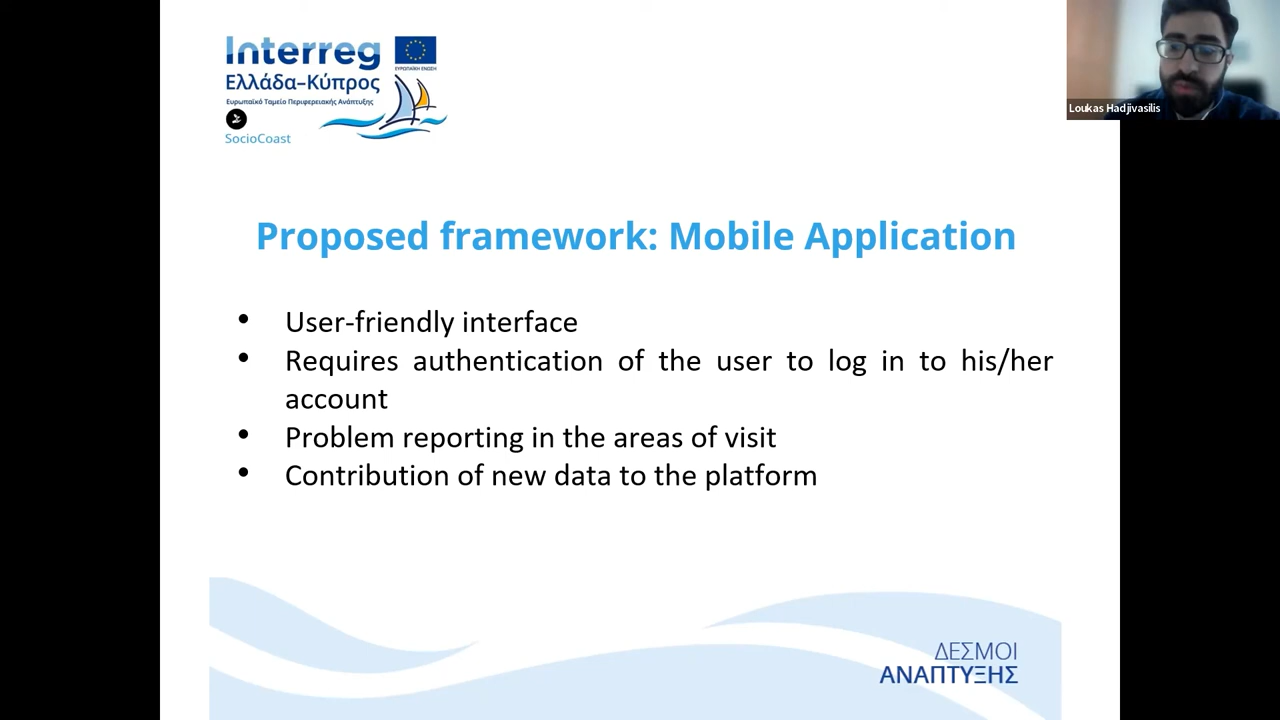 Interreg
ΕΥΡΩΠΑΪΚΗ ΕΝΩΣΗ
Ελλάδα-Κύπρος
Ευρωπαϊκό Ταμείο Περιφερειακής Ανάπτυξης
SocioCoast
Loukas Hadjivasilis
Proposed framework: Mobile Application
• User-friendly interface
• Requires authentication of the user to log in to his/her
account
• Problem reporting in the areas of visit
• Contribution of new data to the platform
ΔΕΣΜΟΙ
ΑΝΑΠΤΥΞΗΣ